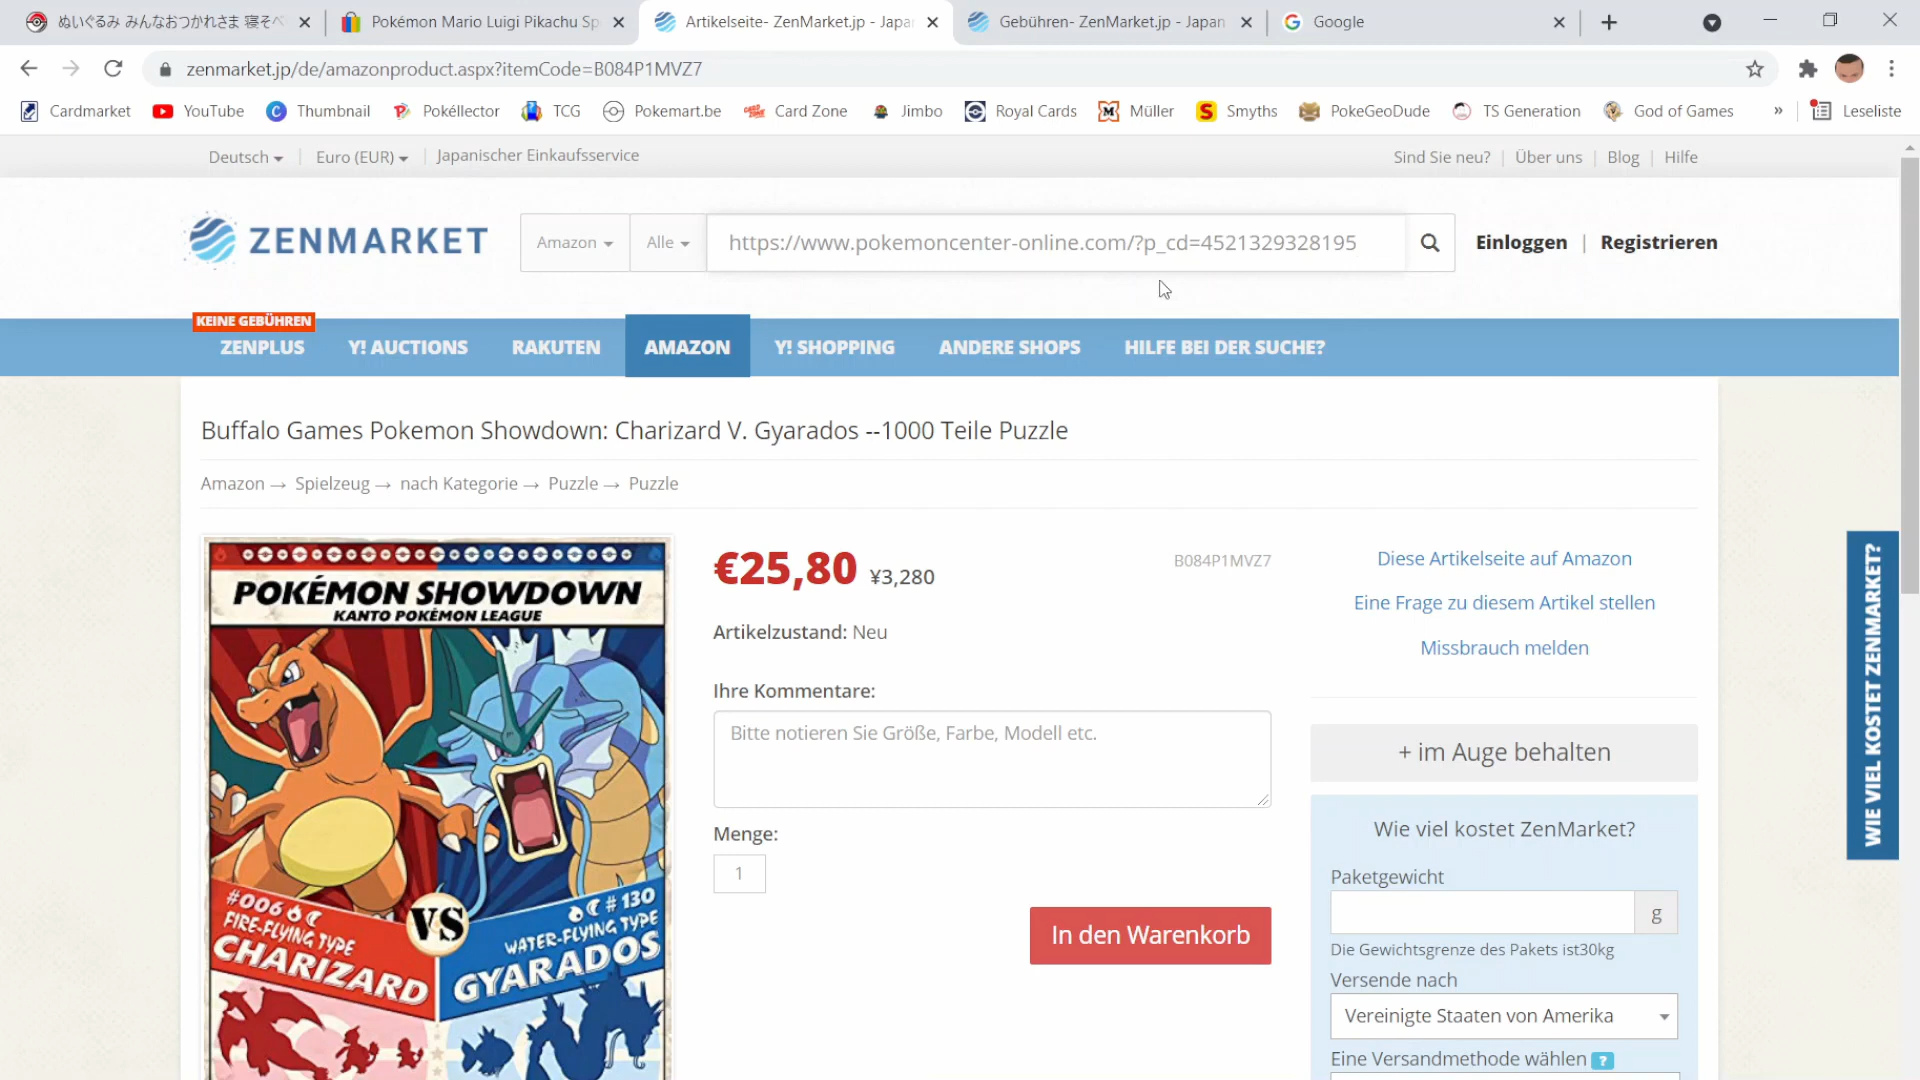 ぬいぐるみ みんなおつかれさま 寝そべ
Pokémon Mario Luigi Pikachu Sp
Artikelseite- ZenMarket.jp - Japa
Gebühren- ZenMarket.jp - Japan
Google
zenmarket.jp/de/amazonproduct.aspx?itemCode=B084P1MVZ7
Cardmarket
YouTube
Thumbnail
Pokéllector
TCG
Pokemart.be
Card Zone
Jimbo
Royal Cards
Müller
Smyths
PokeGeoDude
TS Generation
God of Games
»
Leseliste
Deutsch
Euro (EUR)
Japanischer Einkaufsservice
Sind Sie neu? | Über uns | Blog | Hilfe
ZENMARKET
Amazon
Alle
https://www.pokemoncenter-online.com/?p_cd=4521329328195
Einloggen | Registrieren
KEINE GEBÜHREN
ZENPLUS
Y! AUCTIONS
RAKUTEN
AMAZON
Y! SHOPPING
ANDERE SHOPS
HILFE BEI DER SUCHE?
Buffalo Games Pokemon Showdown: Charizard V. Gyarados --1000 Teile Puzzle
Amazon → Spielzeug → nach Kategorie → Puzzle → Puzzle
POKÉMON SHOWDOWN
KANTO POKÉMON LEAGUE
#006
FIRE-FLYING TYPE
CHARIZARD
VS
#130
WATER-FLYING TYPE
GYARADOS
€25,80 ¥3,280
B084P1MVZ7
Artikelzustand: Neu
Ihre Kommentare:
Bitte notieren Sie Größe, Farbe, Modell etc.
Menge:
1
In den Warenkorb
Diese Artikelseite auf Amazon
Eine Frage zu diesem Artikel stellen
Missbrauch melden
+ im Auge behalten
Wie viel kostet ZenMarket?
Paketgewicht
g
Die Gewichtsgrenze des Pakets ist30kg
Versende nach
Vereinigte Staaten von Amerika
Eine Versandmethode wählen ?
WIE VIEL KOSTET ZENMARKET?